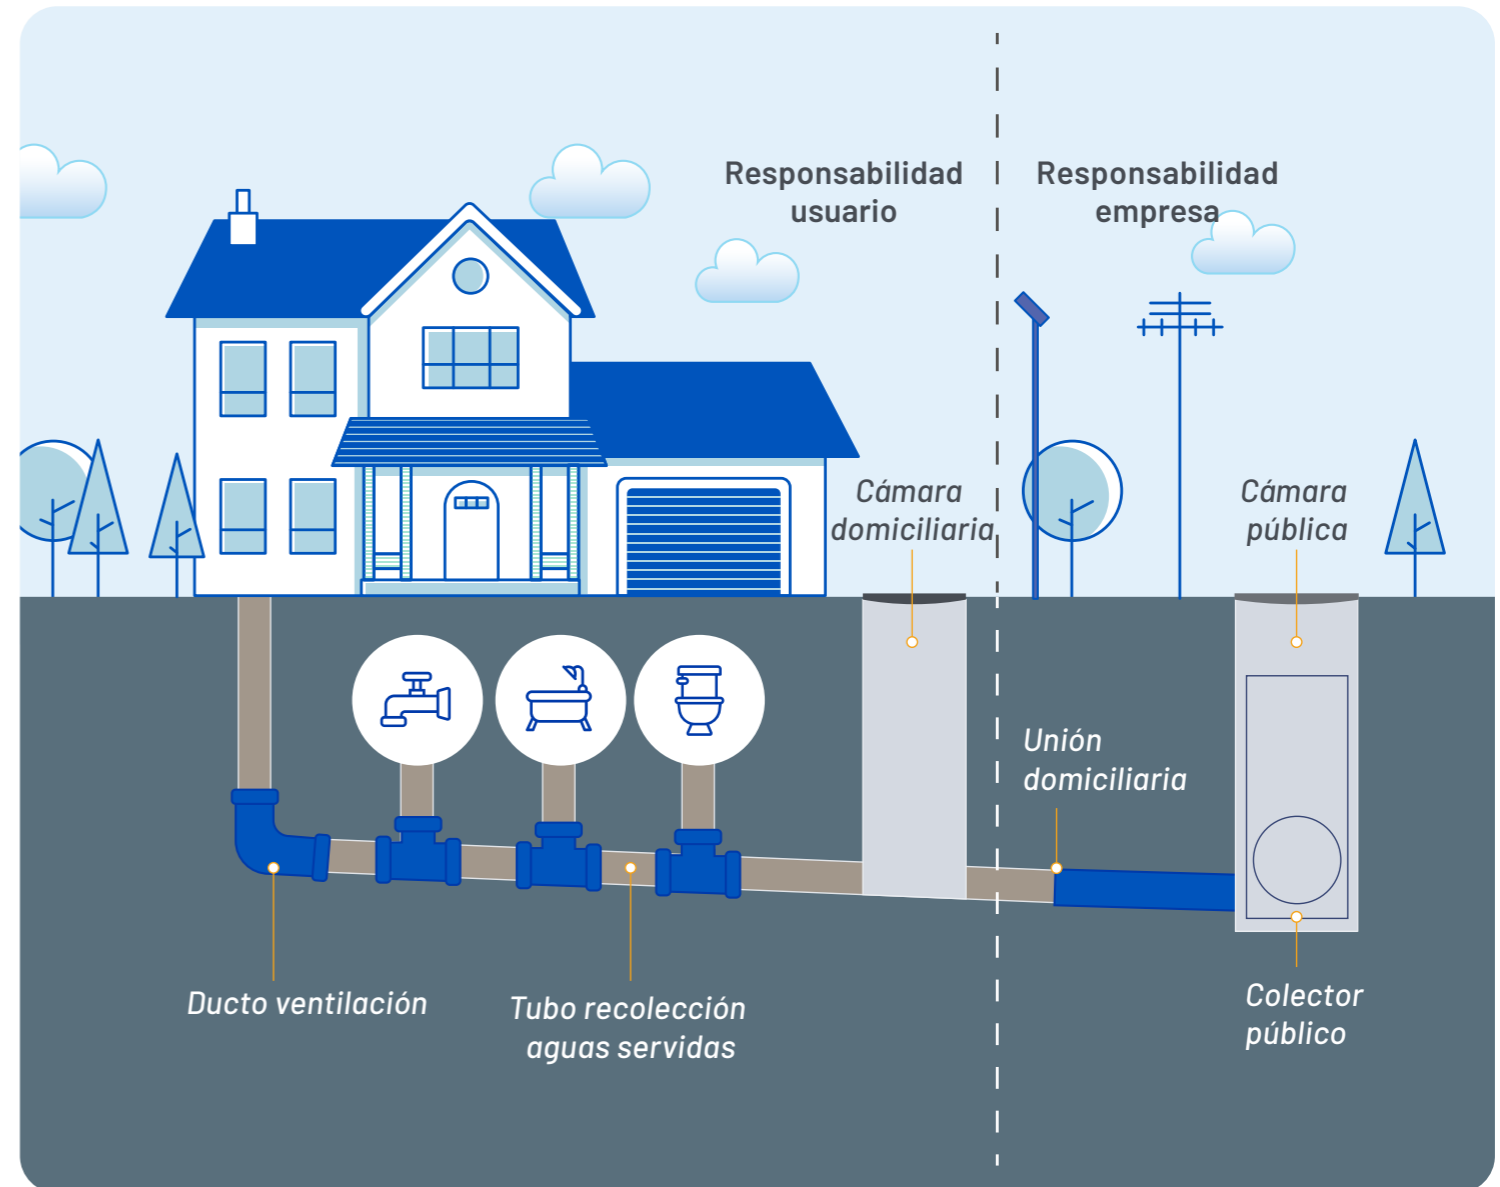 Responsabilidad
usuario
Responsabilidad
empresa
Cámara
domiciliaria
Cámara
pública
Unión
domiciliaria
Ducto ventilación
Tubo recolección
aguas servidas
Colector
público